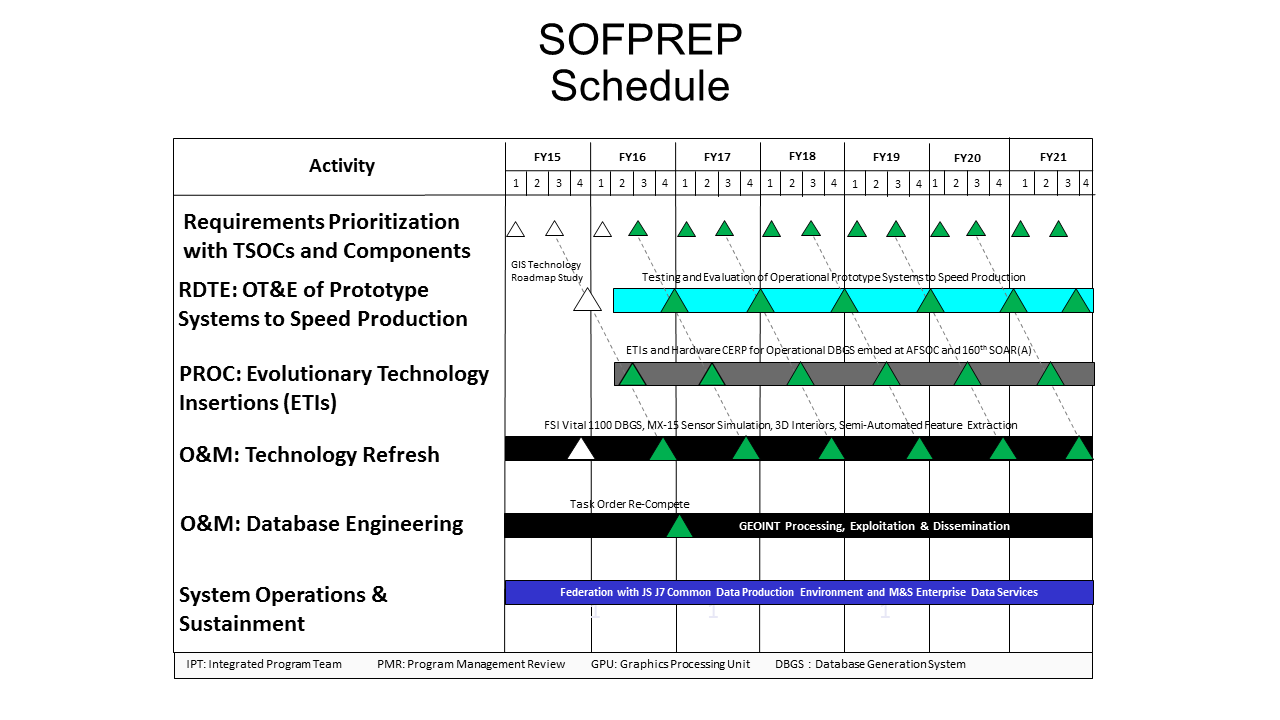 SOFPREP
Schedule
Activity
FY15 FY16 FY17 FY18 FY19 FY20 FY21
1 2 3 4 1 2 3 4 1 2 3 4 1 2 3 4 1 2 3 4 1 2 3 4 1 2 3 4
Requirements Prioritization
with TSOCs and Components
GIS Technology
Roadmap Study
Testing and Evaluation of Operational Prototype Systems to Speed Production
RDTE: OT&E of Prototype
Systems to Speed Production
ETIs and Hardware CERP for Operational DBGS embed at AFSOC and 160th SOAR(A)
PROC: Evolutionary Technology
Insertions (ETIs)
FSI Vital 1100 DBGS, MX-15 Sensor Simulation, 3D Interiors, Semi-Automated Feature Extraction
O&M: Technology Refresh
Task Order Re-Compete
O&M: Database Engineering
GEOINT Processing, Exploitation & Dissemination
System Operations &
Sustainment
Federation with JS J7 Common Data Production Environment and M&S Enterprise Data Services
1 1 1
IPT: Integrated Program Team PMR: Program Management Review GPU: Graphics Processing Unit DBGS : Database Generation System